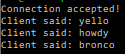 Connection accepted!
Client said: yello
Client said: howdy
Client said: bronco